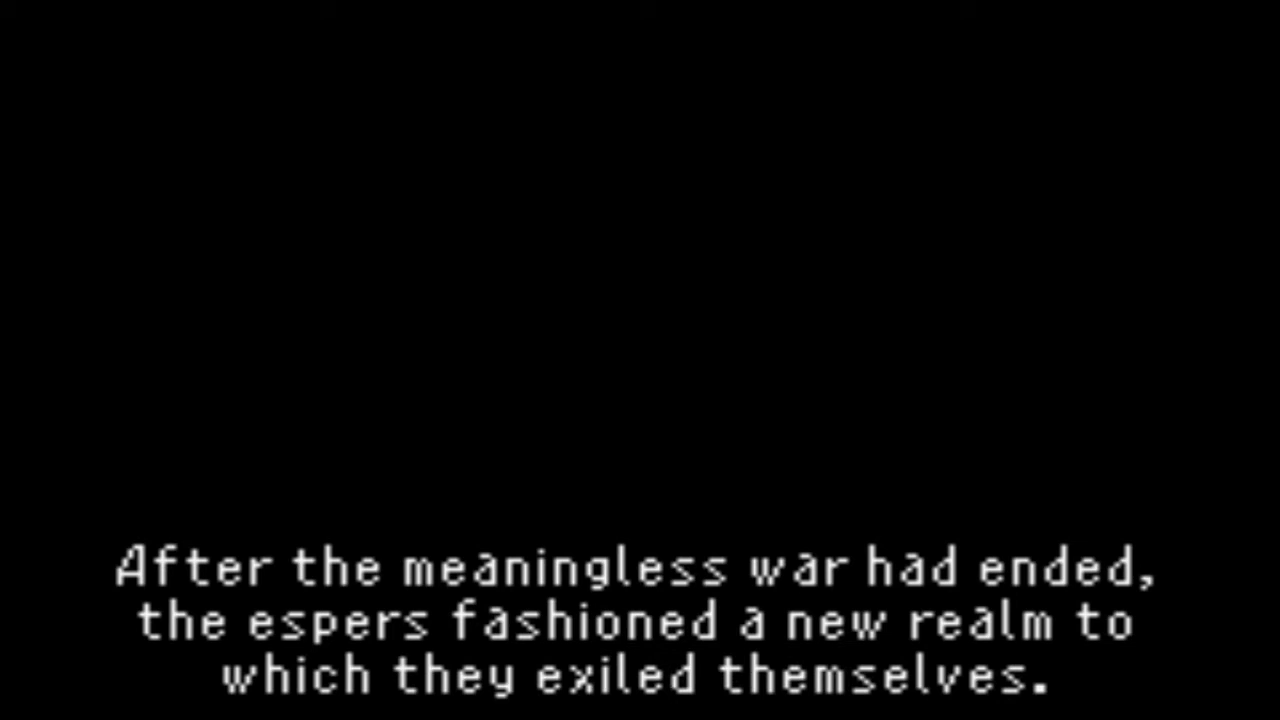 After the meaningless war had ended,
the espers fashioned a new realm to
which they exiled themselves.